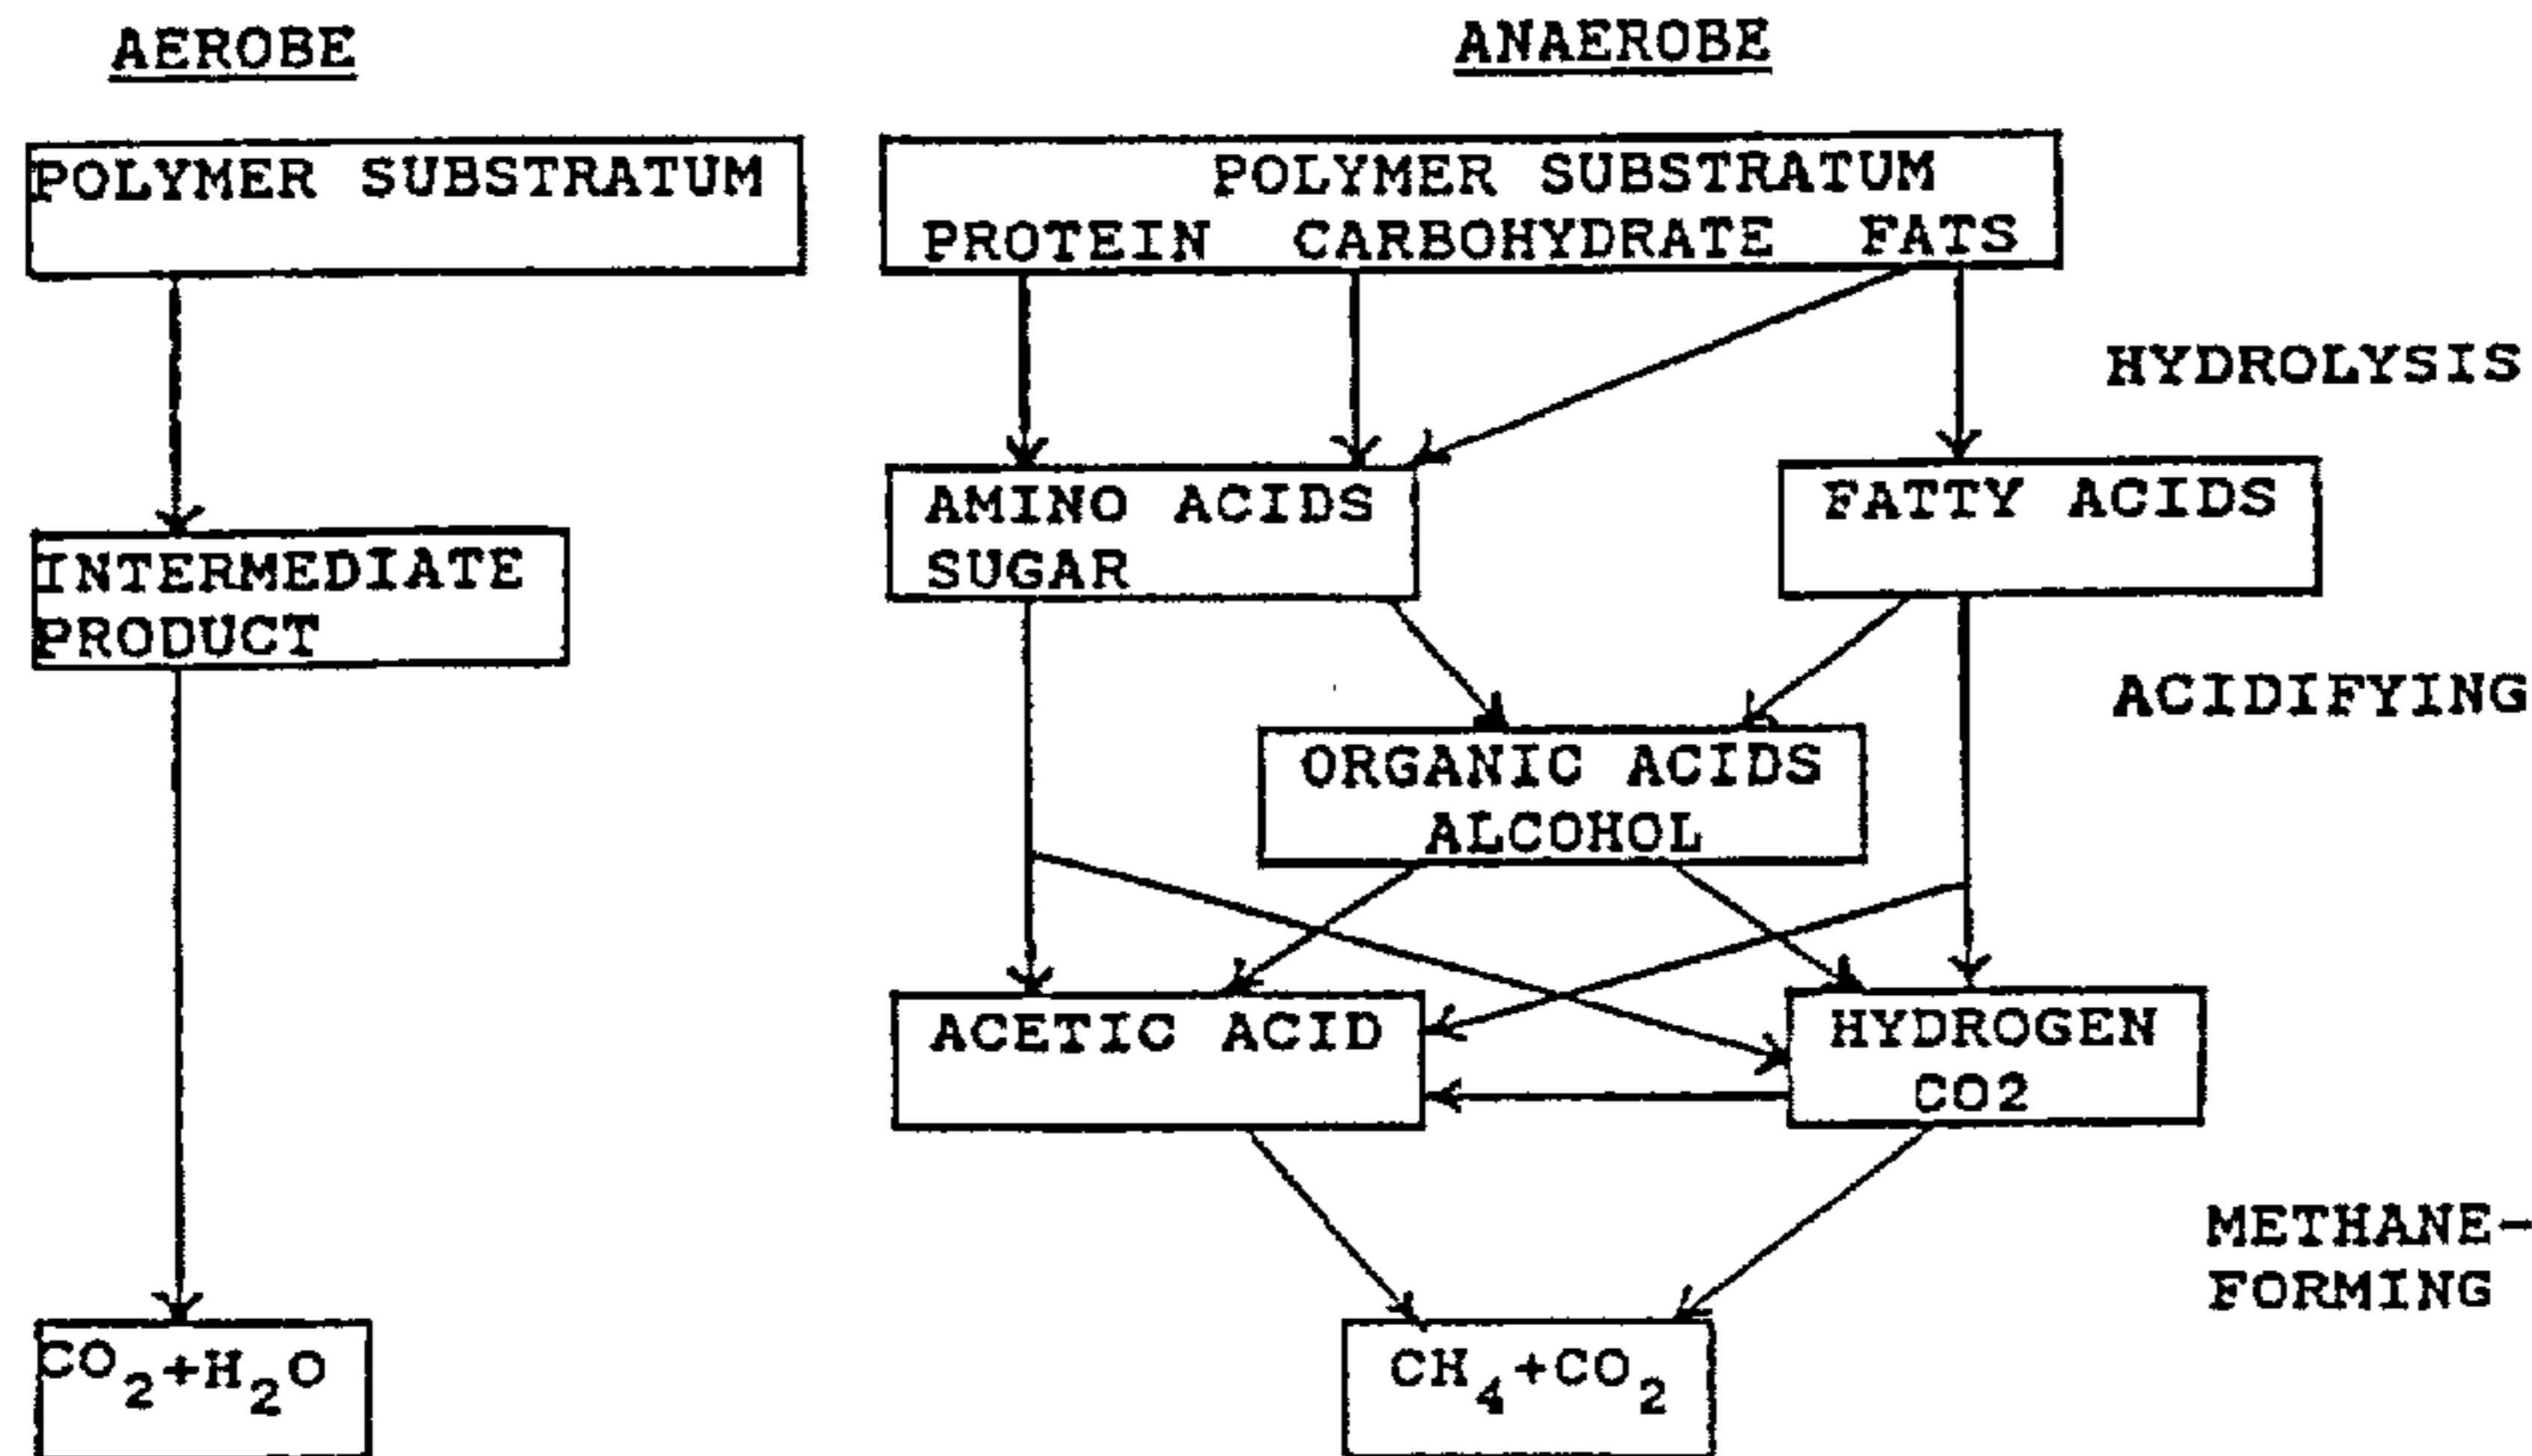 AEROBE
POLYMER SUBSTRATUM
INTERMEDIATE
PRODUCT
CO₂+H₂O
ANAEROBE
POLYMER SUBSTRATUM
PROTEIN CARBOHYDRATE FATS
HYDROLYSIS
AMINO ACIDS
SUGAR
FATTY ACIDS
ACIDIFYING
ORGANIC ACIDS
ALCOHOL
ACETIC ACID
HYDROGEN
CO2
METHANE-
FORMING
CH₄+CO₂